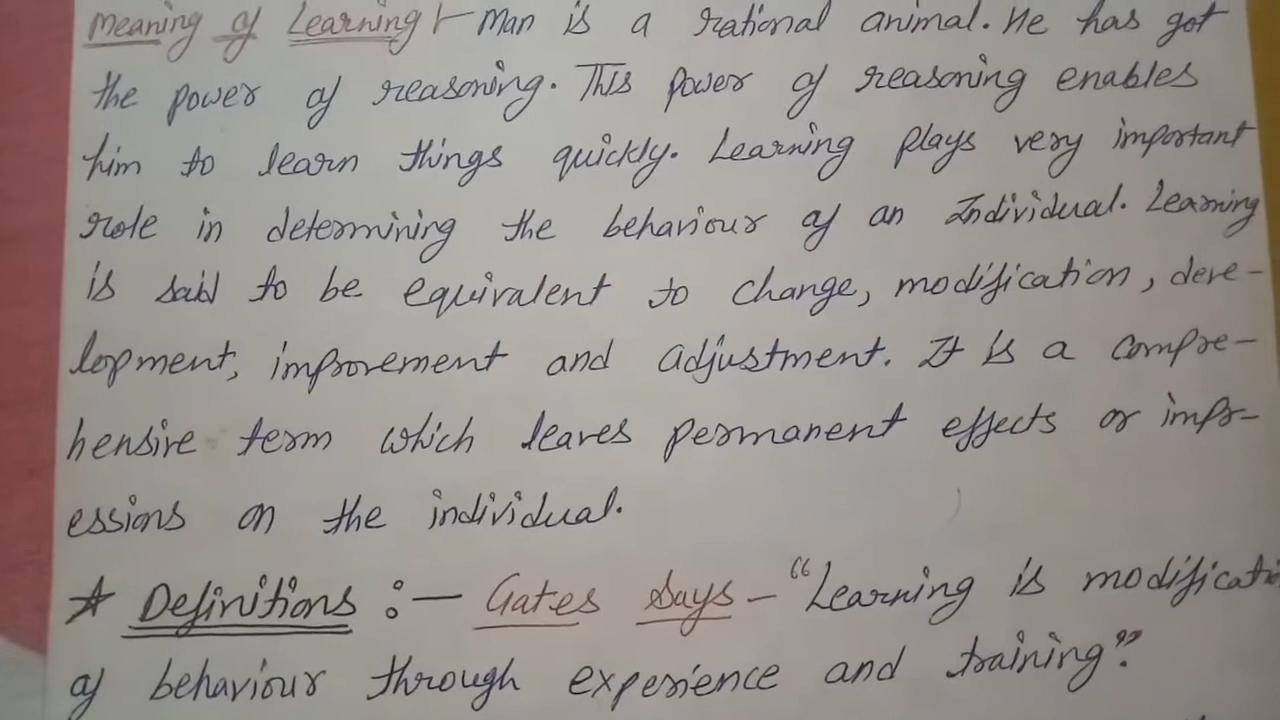 Meaning of Learning :- Man is a rational animal. He has got
the power of reasoning. This power of reasoning enables
him to learn things quickly. Learning plays very important
role in determining the behaviour of an Individual. Learning
is said to be equivalent to change, modification, deve-
lopment, improvement and adjustment. It is a compre-
hensive term which leaves permanent effects or impr-
essions on the individual.
★ Definitions :— Gates Says – "Learning is modificati
of behaviour through experience and training".